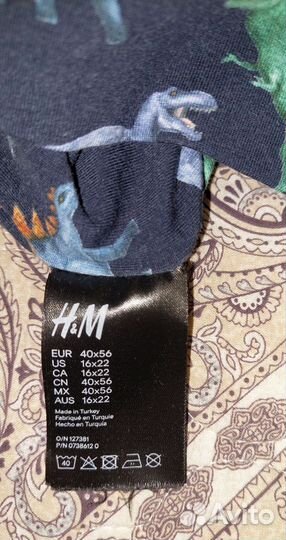 H&M
EUR 40x56
US 16x22
CA 16x22
CN 40x56
MX 40x56
AUS 16x22
Made in Turkey
Fabriqué en Turquie
Hecho en Turquia
O/N 127381
P/N 0738612 0
40
Avito